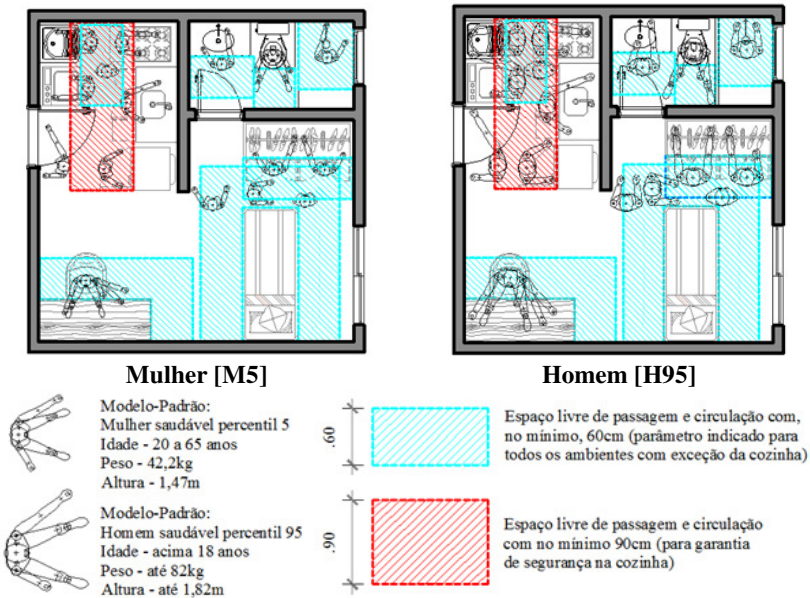 Mulher [M5]
Homem [H95]
Modelo-Padrão:
Mulher saudável percentil 5
Idade - 20 a 65 anos
Peso - 42,2kg
Altura - 1,47m
.60
Espaço livre de passagem e circulação com,
no mínimo, 60cm (parâmetro indicado para
todos os ambientes com exceção da cozinha)
Modelo-Padrão:
Homem saudável percentil 95
Idade - acima 18 anos
Peso - até 82kg
Altura - até 1,82m
.90
Espaço livre de passagem e circulação
com no mínimo 90cm (para garantia
de segurança na cozinha)